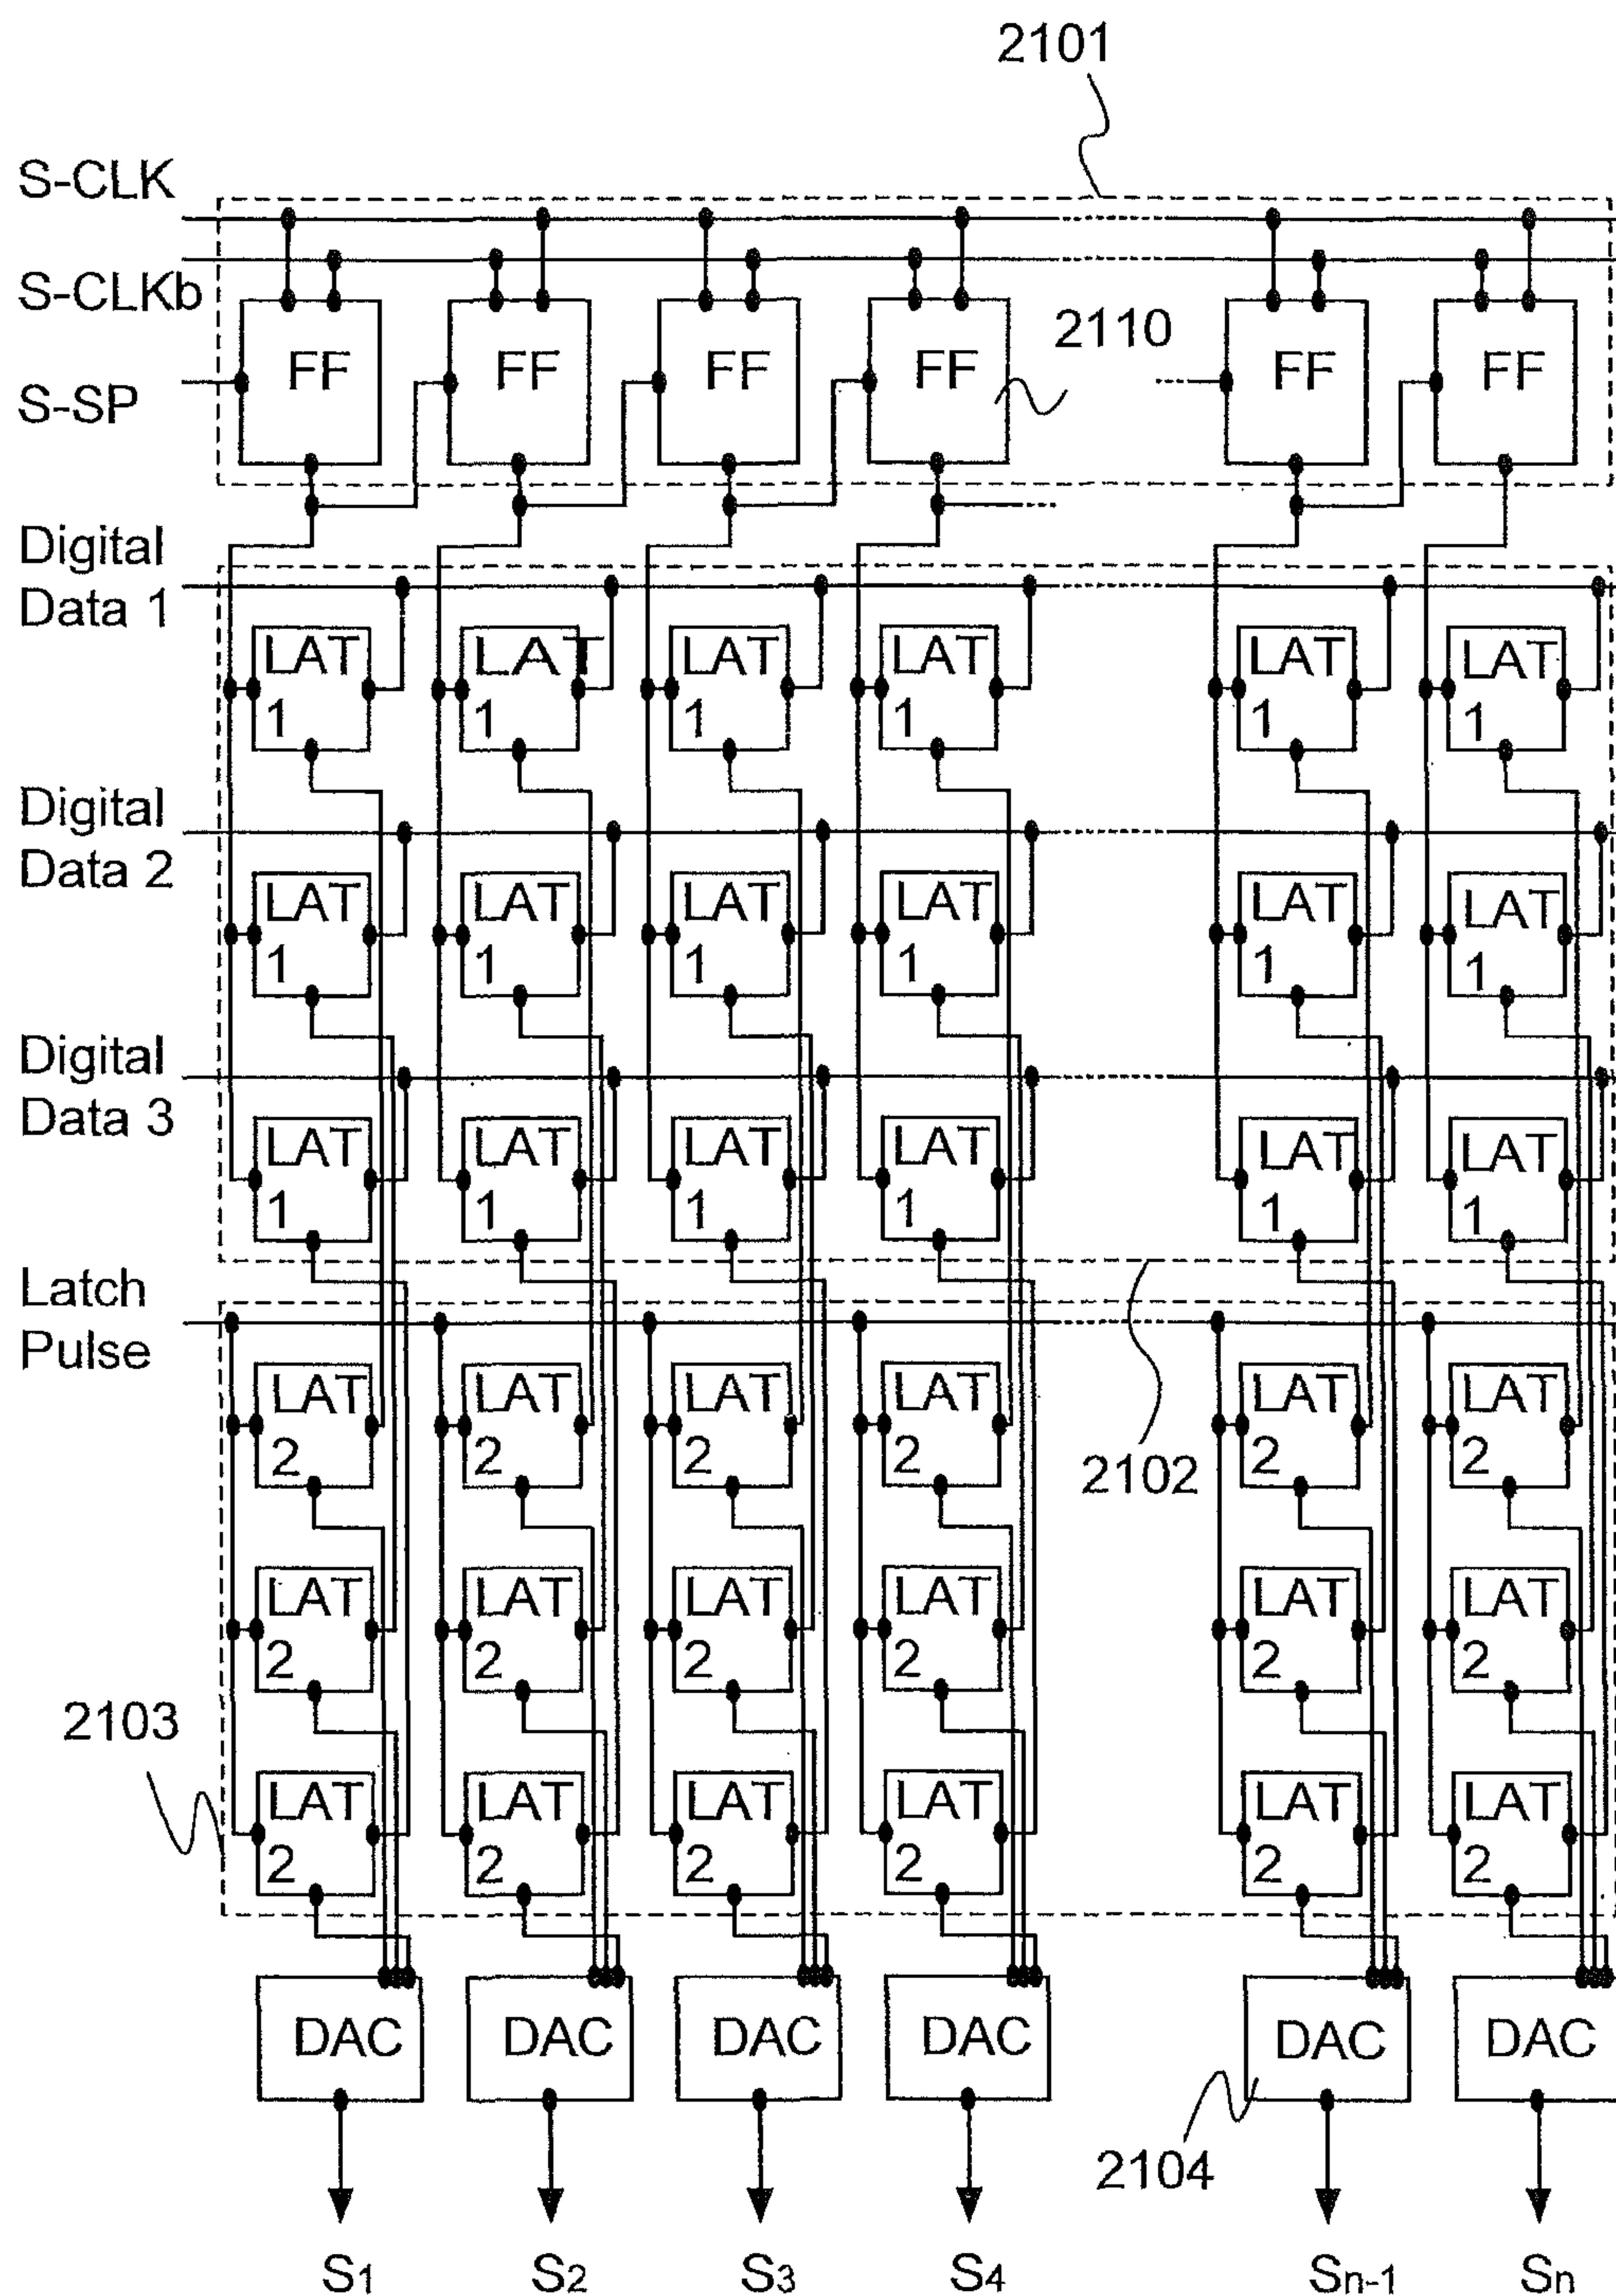 2101
S-CLK
S-CLKb
S-SP
FF FF FF FF 2110 FF FF
Digital
Data 1
LAT LAT LAT LAT LAT LAT
1 1 1 1 1 1
Digital
Data 2
LAT LAT LAT LAT LAT LAT
1 1 1 1 1 1
Digital
Data 3
LAT LAT LAT LAT LAT LAT
1 1 1 1 1 1
Latch
Pulse
LAT LAT LAT LAT LAT LAT
2 2 2 2 2 2
2102
LAT LAT LAT LAT LAT LAT
2 2 2 2 2 2
2103
LAT LAT LAT LAT LAT LAT
2 2 2 2 2 2
DAC DAC DAC DAC DAC DAC
2104
S1 S2 S3 S4 Sn-1 Sn